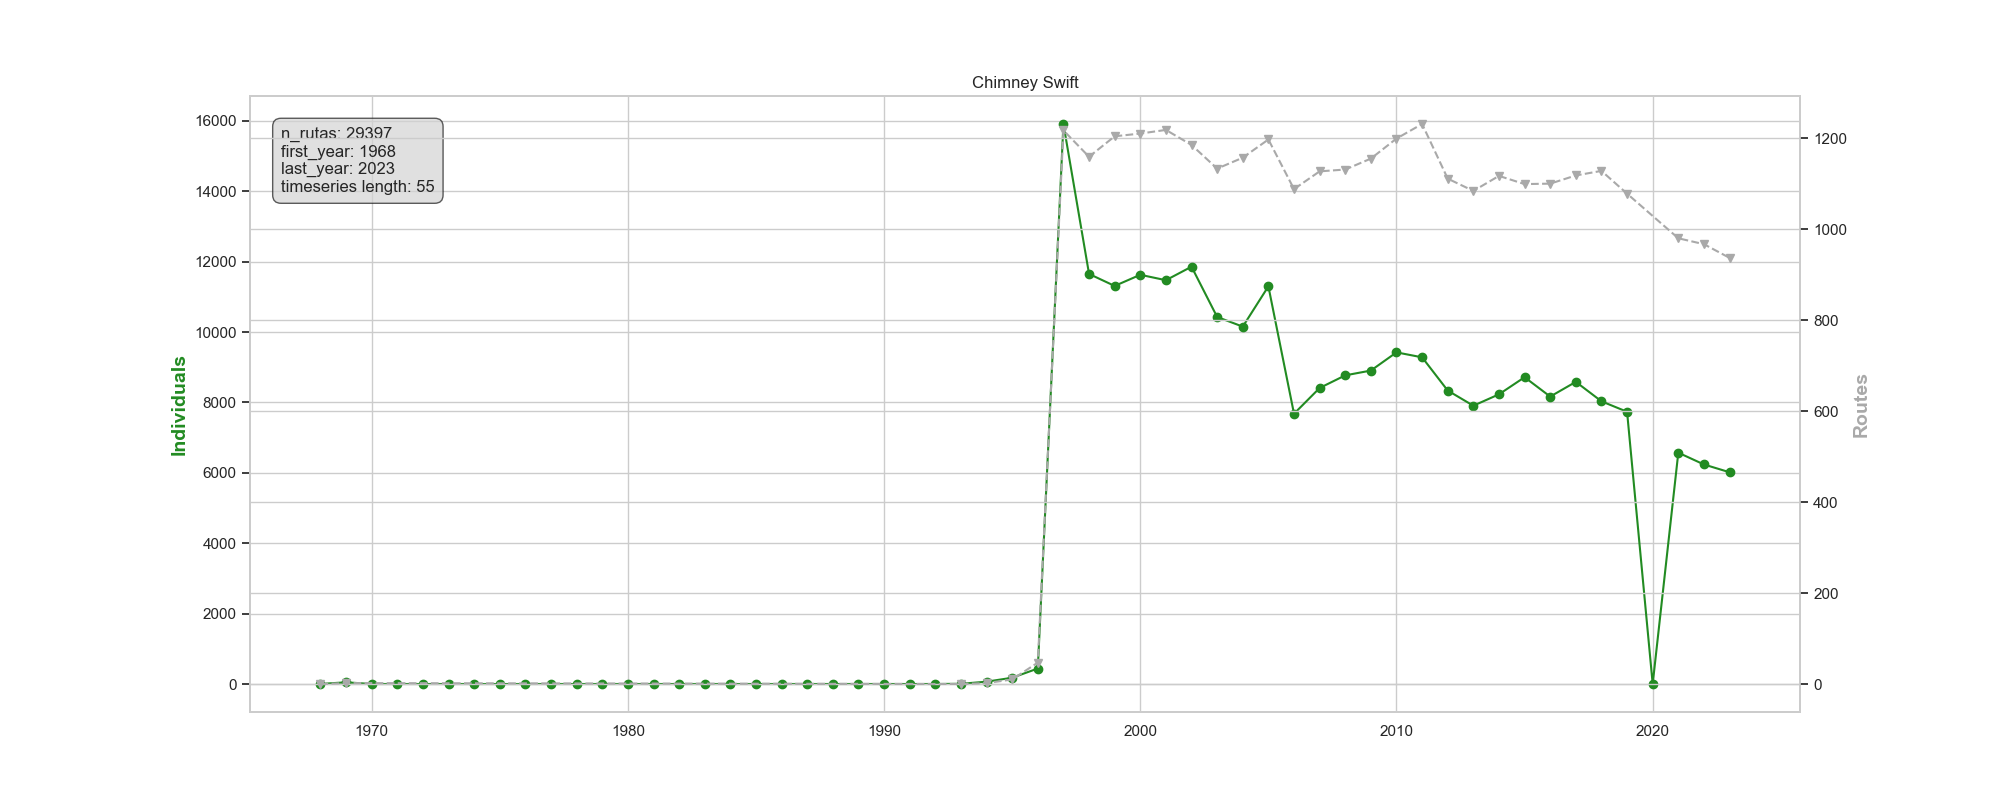 Chimney Swift
n_rutas: 29397
first_year: 1968
last_year: 2023
timeseries length: 55
16000
14000
12000
10000
8000
6000
4000
2000
0
Individuals
1200
1000
800
600
400
200
0
Routes
1970 1980 1990 2000 2010 2020